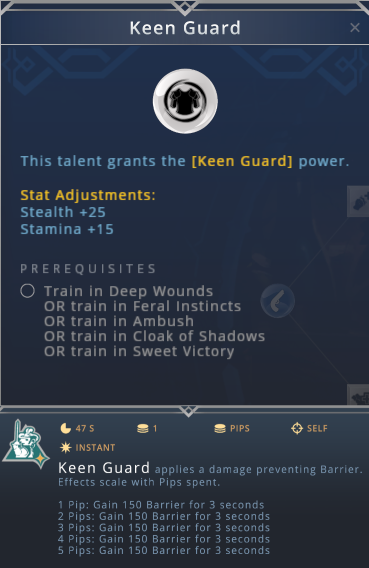 Keen Guard
This talent grants the [Keen Guard] power.
Stat Adjustments:
Stealth +25
Stamina +15
PREREQUISITES
Train in Deep Wounds
OR train in Feral Instincts
OR train in Ambush
OR train in Cloak of Shadows
OR train in Sweet Victory
47 S 1 PIPS SELF
INSTANT
Keen Guard applies a damage preventing Barrier.
Effects scale with Pips spent.
1 Pip: Gain 150 Barrier for 3 seconds
2 Pips: Gain 150 Barrier for 3 seconds
3 Pips: Gain 150 Barrier for 3 seconds
4 Pips: Gain 150 Barrier for 3 seconds
5 Pips: Gain 150 Barrier for 3 seconds